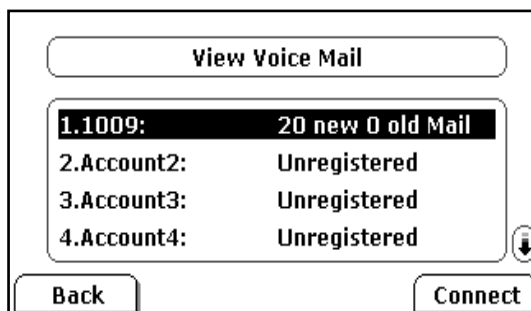 View Voice Mail
1.1009: 20 new 0 old Mail
2.Account2: Unregistered
3.Account3: Unregistered
4.Account4: Unregistered
Back Connect